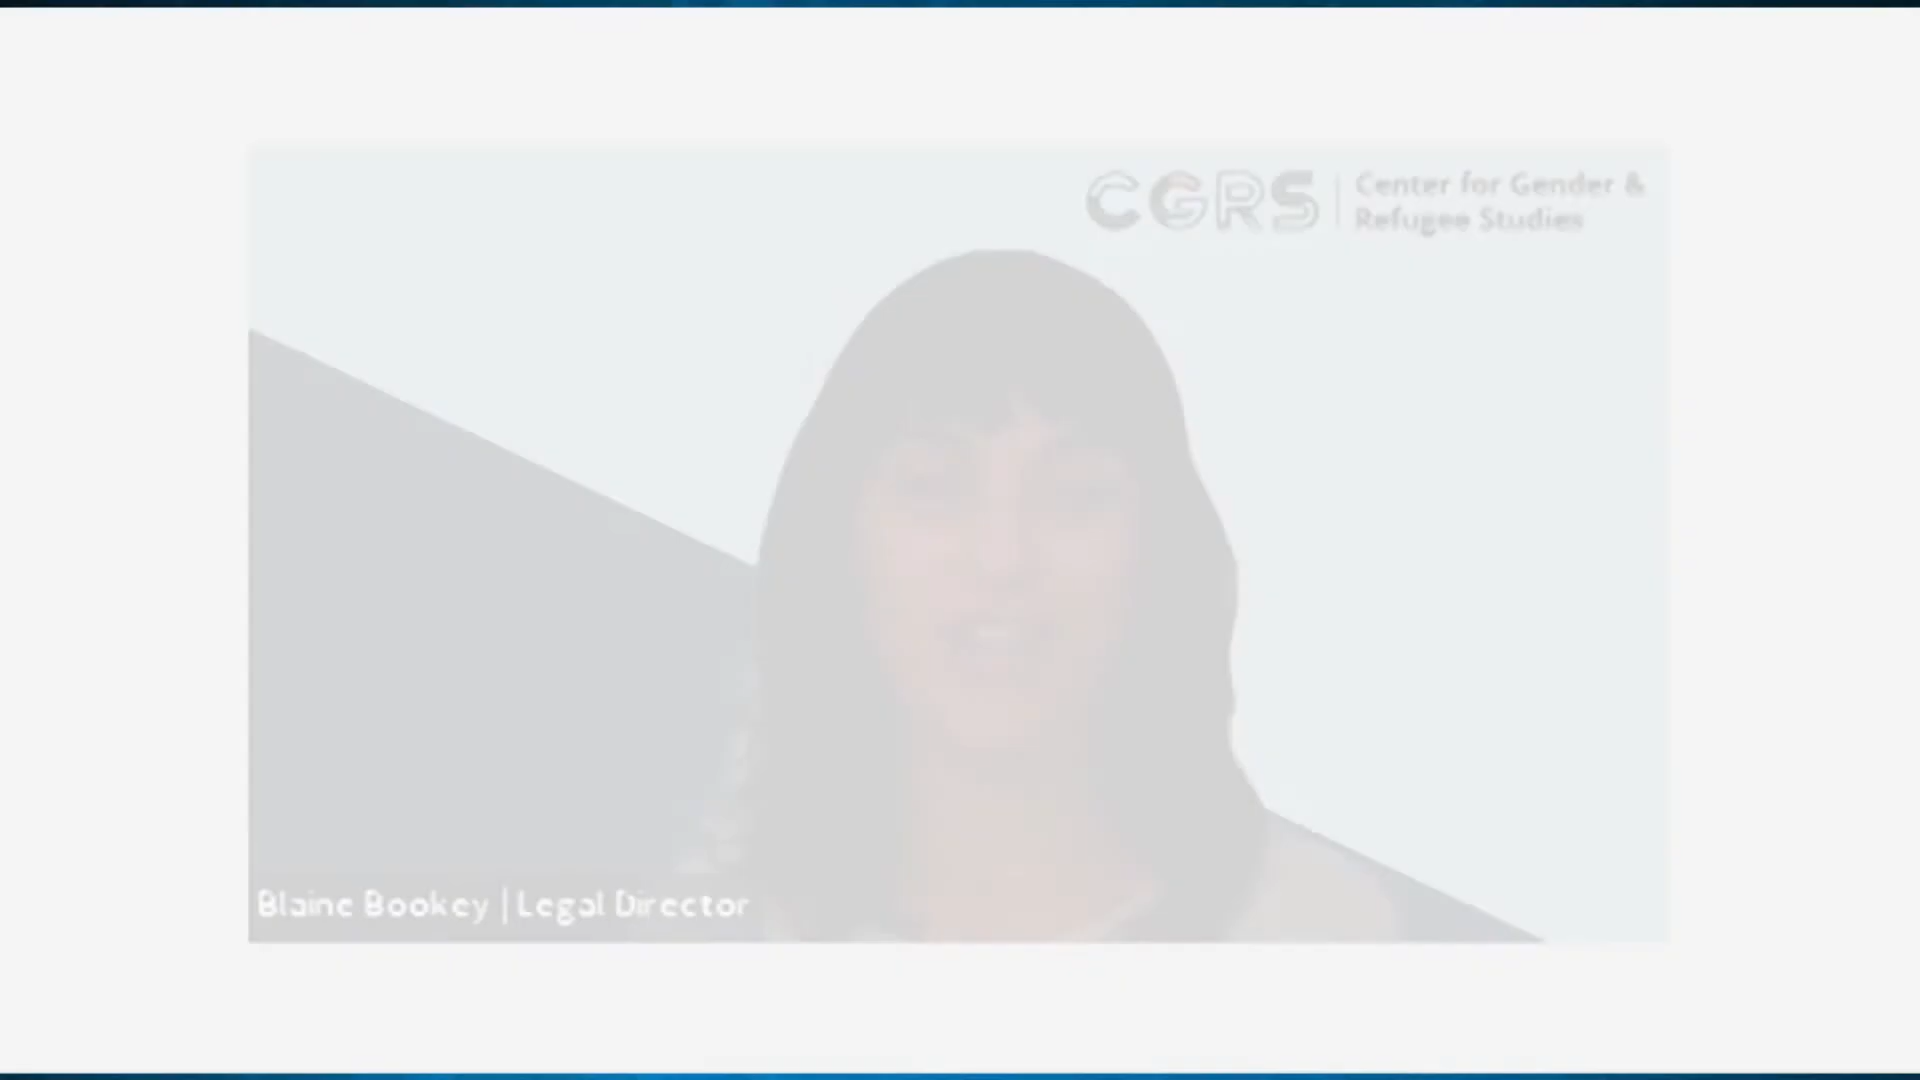 CGRS | Center for Gender &
Refugee Studies
Blaine Bookey | Legal Director